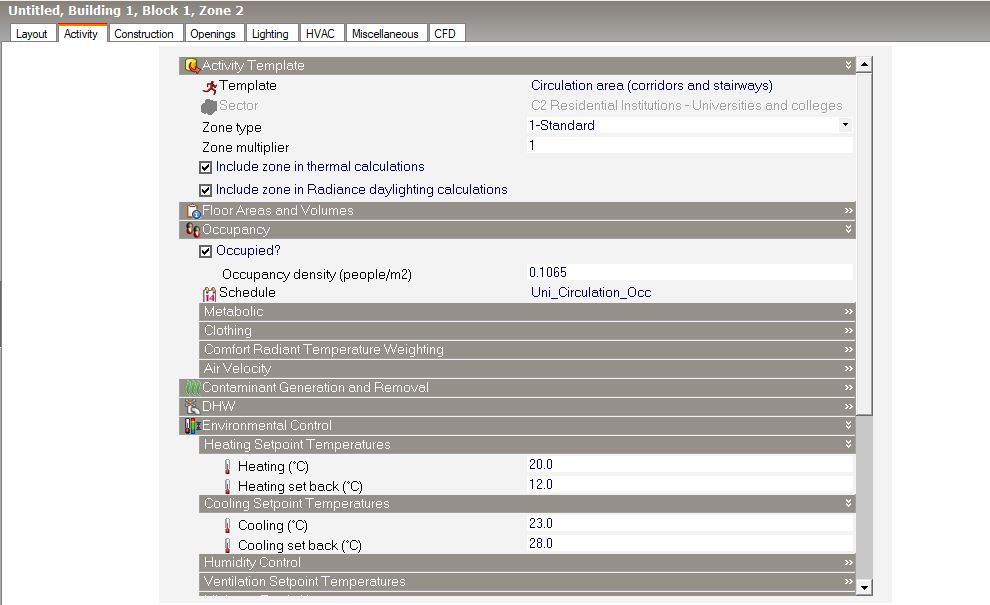 Untitled, Building 1, Block 1, Zone 2
Layout Activity Construction Openings Lighting HVAC Miscellaneous CFD
Activity Template
Template Circulation area (corridors and stairways)
Sector C2 Residential Institutions - Universities and colleges
Zone type 1-Standard
Zone multiplier 1
Include zone in thermal calculations
Include zone in Radiance daylighting calculations
Floor Areas and Volumes
Occupancy
Occupied?
Occupancy density (people/m2) 0.1065
Schedule Uni_Circulation_Occ
Metabolic
Clothing
Comfort Radiant Temperature Weighting
Air Velocity
Contaminant Generation and Removal
DHW
Environmental Control
Heating Setpoint Temperatures
Heating (°C) 20.0
Heating set back (°C) 12.0
Cooling Setpoint Temperatures
Cooling (°C) 23.0
Cooling set back (°C) 28.0
Humidity Control
Ventilation Setpoint Temperatures